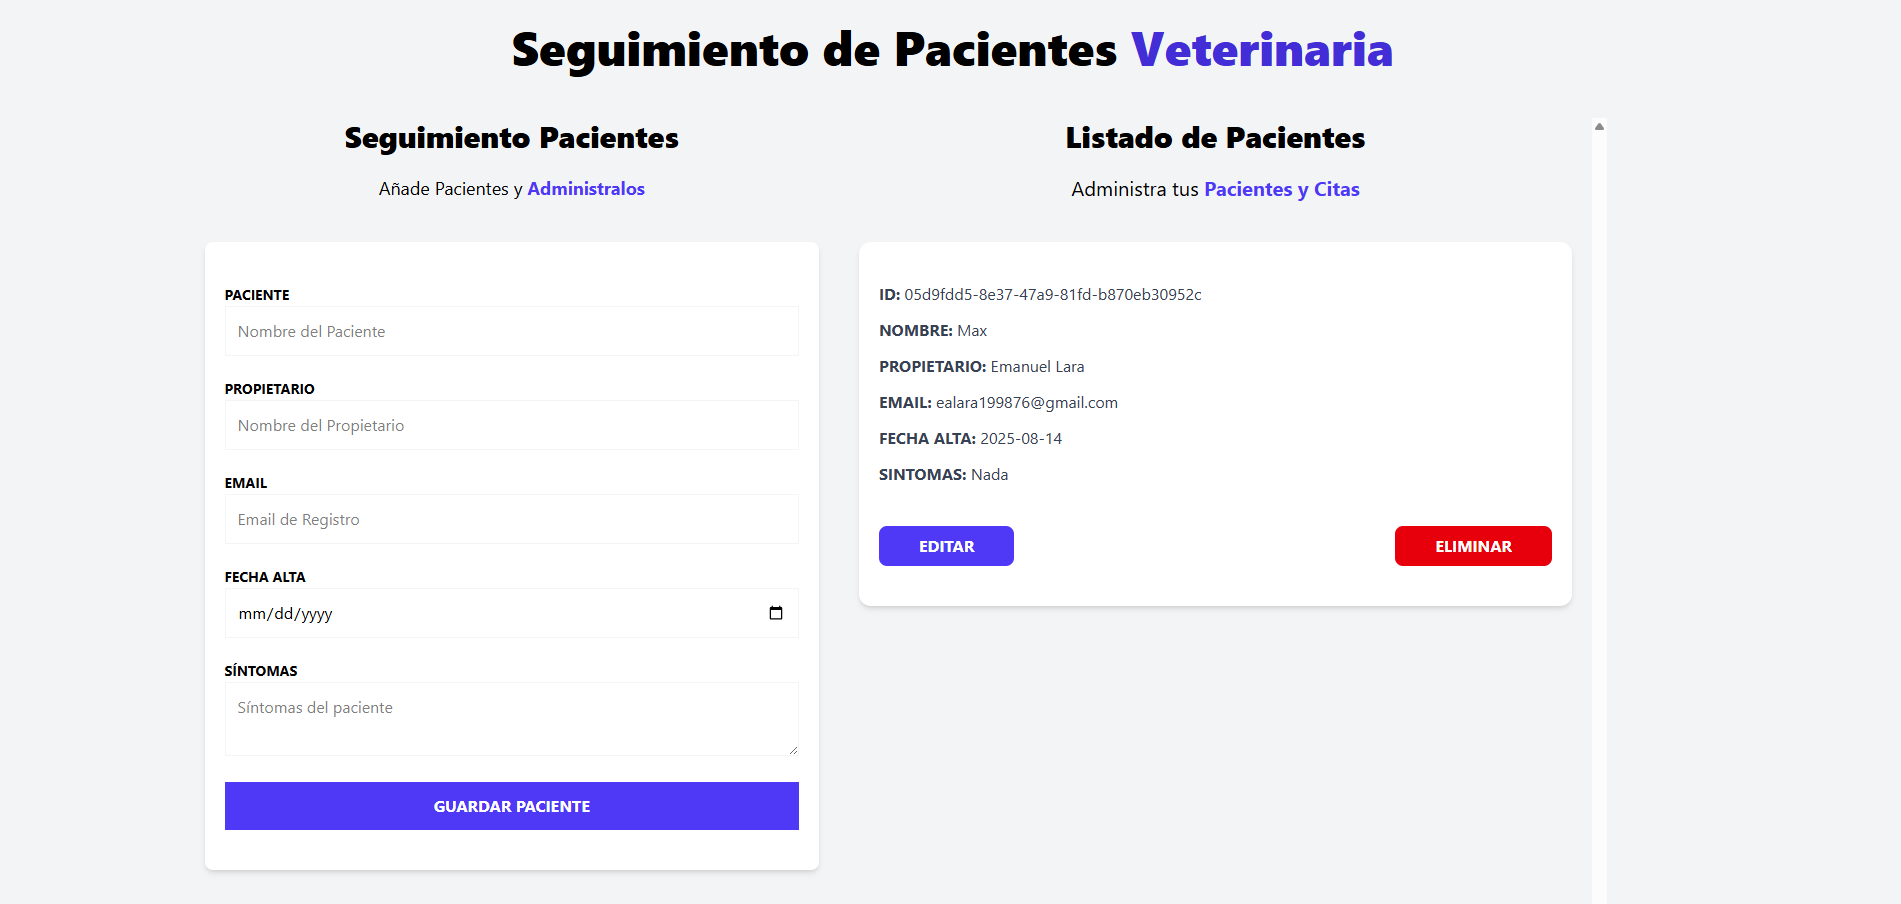 Seguimiento de Pacientes Veterinaria
Seguimiento Pacientes
Añade Pacientes y Administralos
PACIENTE
Nombre del Paciente
PROPIETARIO
Nombre del Propietario
EMAIL
Email de Registro
FECHA ALTA
mm/dd/yyyy
SÍNTOMAS
Síntomas del paciente
GUARDAR PACIENTE
Listado de Pacientes
Administra tus Pacientes y Citas
ID: 05d9fdd5-8e37-47a9-81fd-b870eb30952c
NOMBRE: Max
PROPIETARIO: Emanuel Lara
EMAIL: ealara199876@gmail.com
FECHA ALTA: 2025-08-14
SINTOMAS: Nada
EDITAR
ELIMINAR